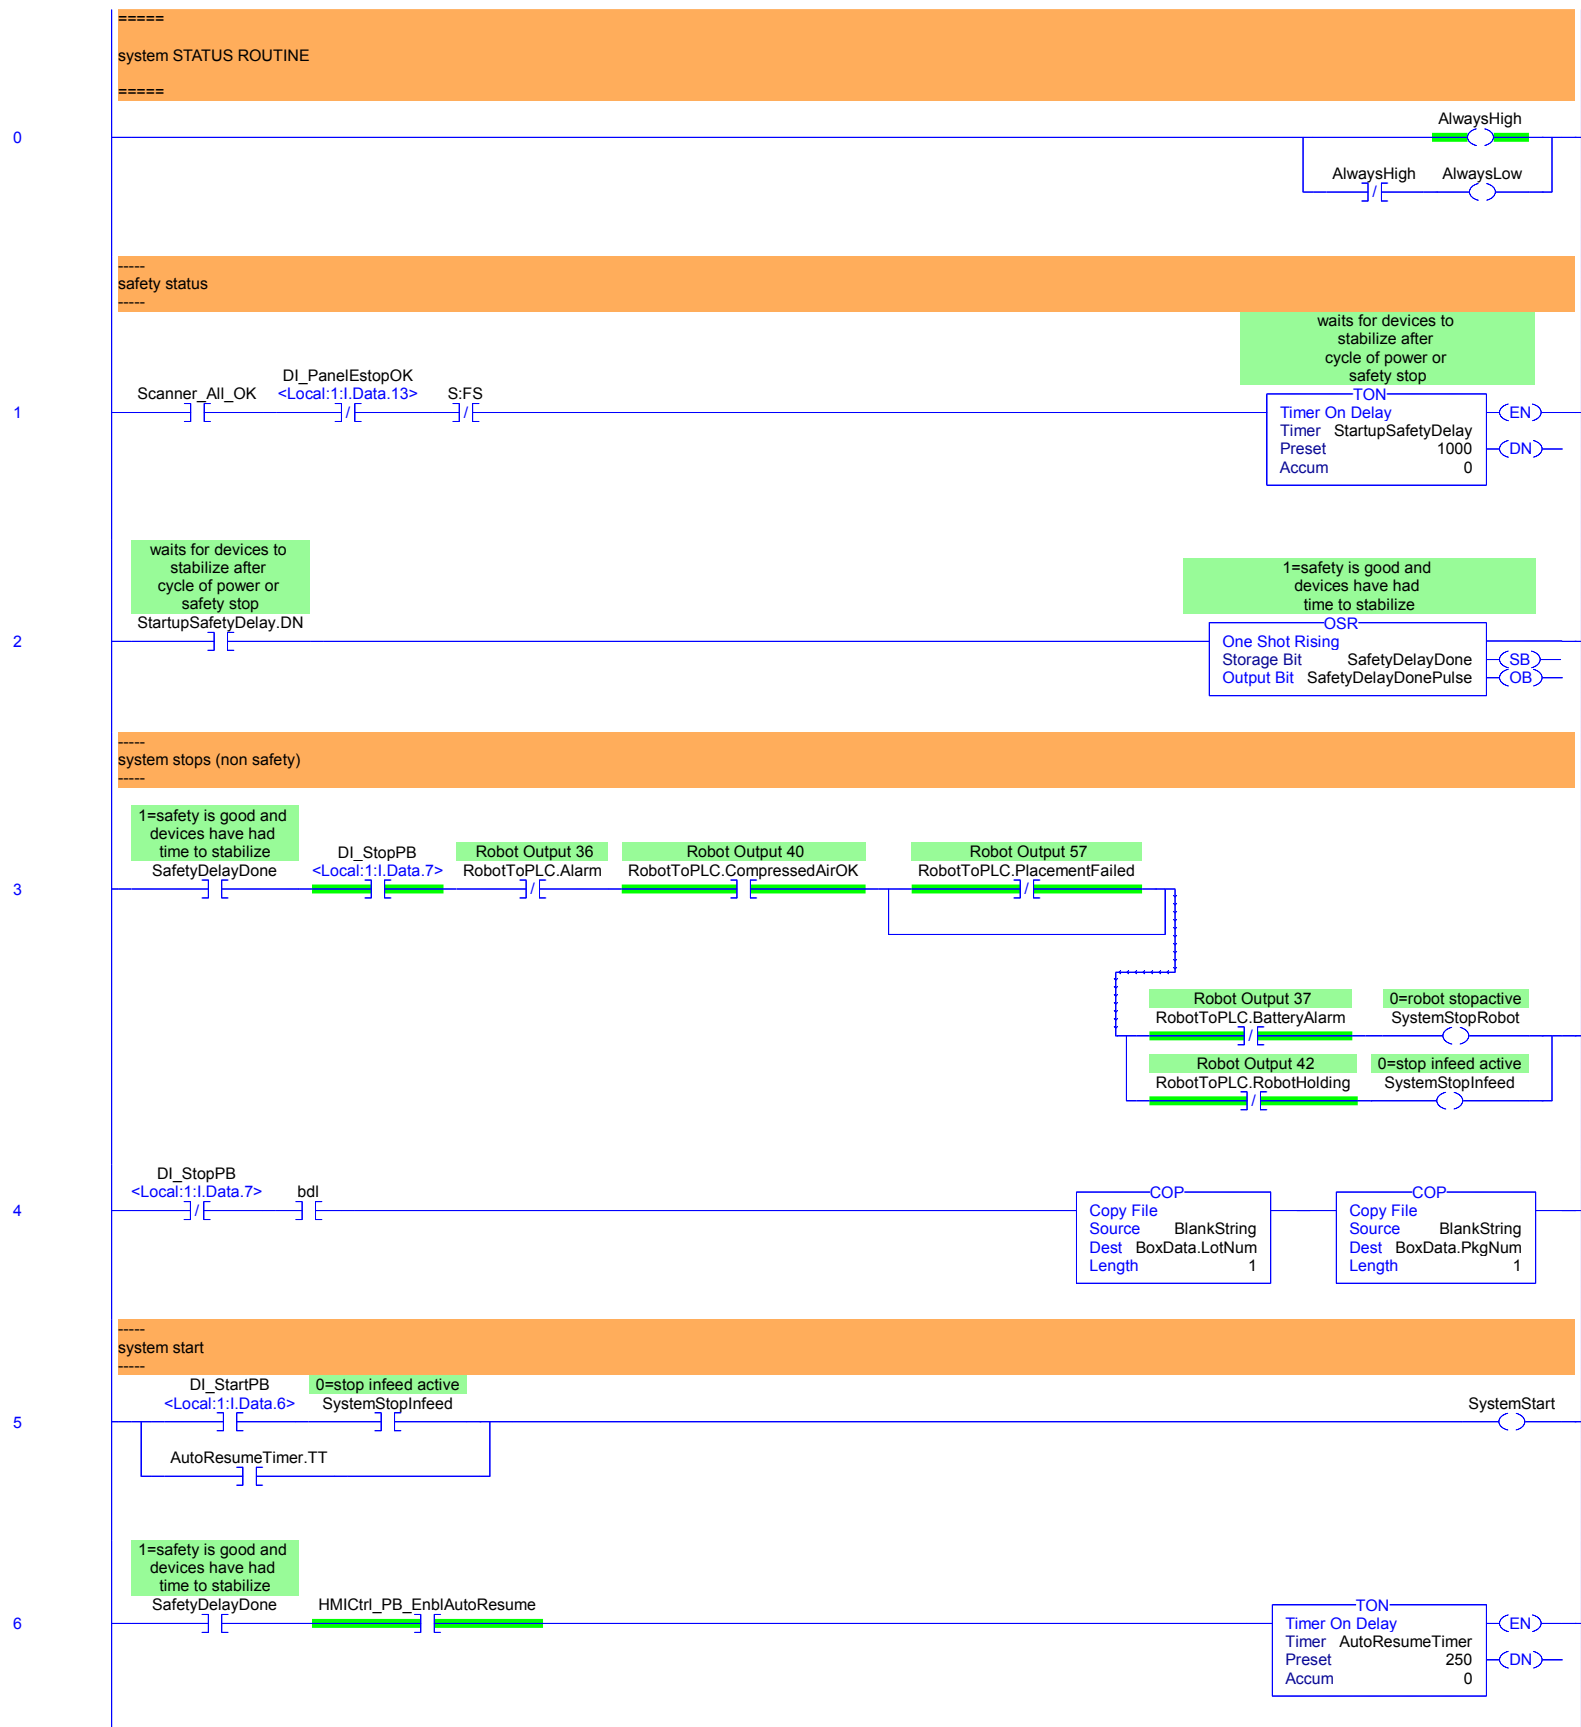 =====
system STATUS ROUTINE
=====
AlwaysHigh
0
AlwaysHigh AlwaysLow
-----
safety status
-----
waits for devices to
stabilize after
cycle of power or
safety stop
Scanner_All_OK
DI_PanelEstopOK
<Local:1:I.Data.13>
S:FS
1
TON
Timer On Delay
Timer StartupSafetyDelay
Preset 1000
Accum 0
EN
DN
waits for devices to
stabilize after
cycle of power or
safety stop
StartupSafetyDelay.DN
1=safety is good and
devices have had
time to stabilize
2
OSR
One Shot Rising
Storage Bit SafetyDelayDone
Output Bit SafetyDelayDonePulse
SB
OB
-----
system stops (non safety)
-----
1=safety is good and
devices have had
time to stabilize
SafetyDelayDone
DI_StopPB
<Local:1:I.Data.7>
Robot Output 36
RobotToPLC.Alarm
Robot Output 40
RobotToPLC.CompressedAirOK
Robot Output 57
RobotToPLC.PlacementFailed
3
Robot Output 37
RobotToPLC.BatteryAlarm
0=robot stopactive
SystemStopRobot
Robot Output 42
RobotToPLC.RobotHolding
0=stop infeed active
SystemStopInfeed
DI_StopPB
<Local:1:I.Data.7>
bdl
4
COP
Copy File
Source BlankString
Dest BoxData.LotNum
Length 1
COP
Copy File
Source BlankString
Dest BoxData.PkgNum
Length 1
-----
system start
-----
DI_StartPB
<Local:1:I.Data.6>
0=stop infeed active
SystemStopInfeed
SystemStart
5
AutoResumeTimer.TT
1=safety is good and
devices have had
time to stabilize
SafetyDelayDone
HMICtrl_PB_EnblAutoResume
6
TON
Timer On Delay
Timer AutoResumeTimer
Preset 250
Accum 0
EN
DN